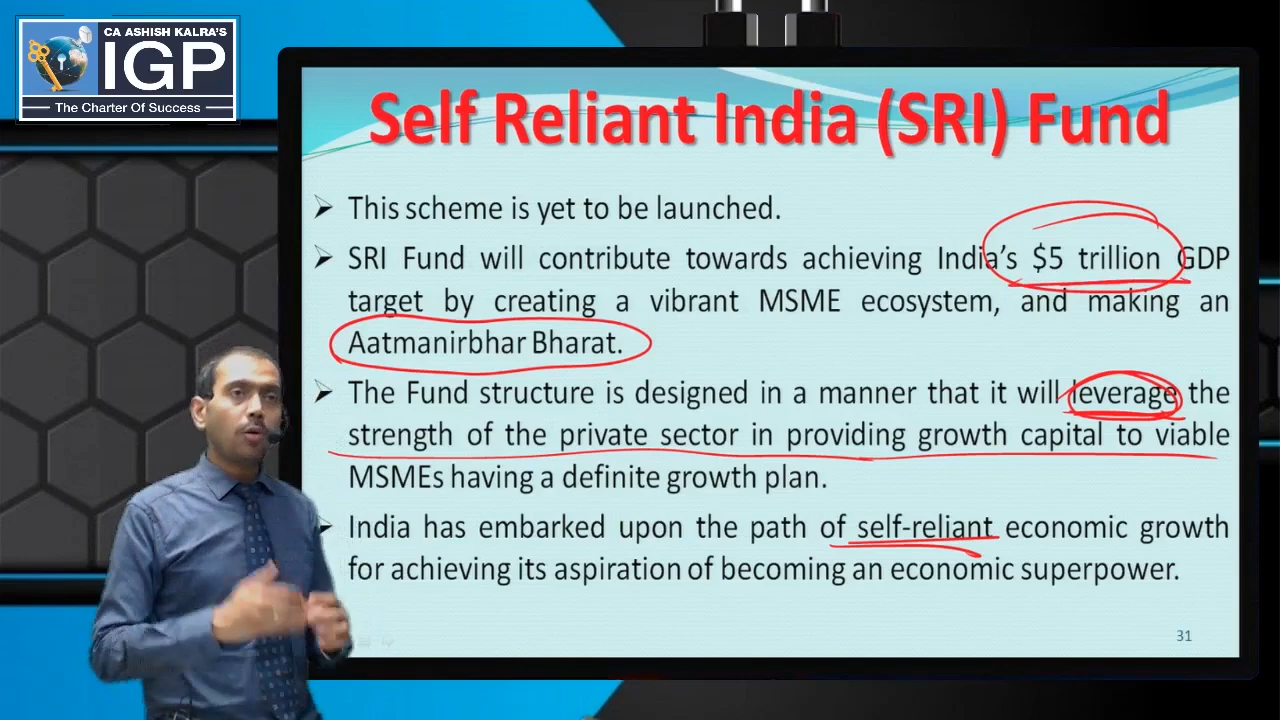 CA ASHISH KALRA'S
IGP
The Charter Of Success
Self Reliant India (SRI) Fund
This scheme is yet to be launched.
SRI Fund will contribute towards achieving India's $5 trillion GDP
target by creating a vibrant MSME ecosystem, and making an
Aatmanirbhar Bharat.
The Fund structure is designed in a manner that it will leverage the
strength of the private sector in providing growth capital to viable
MSMEs having a definite growth plan.
India has embarked upon the path of self-reliant economic growth
for achieving its aspiration of becoming an economic superpower.
31